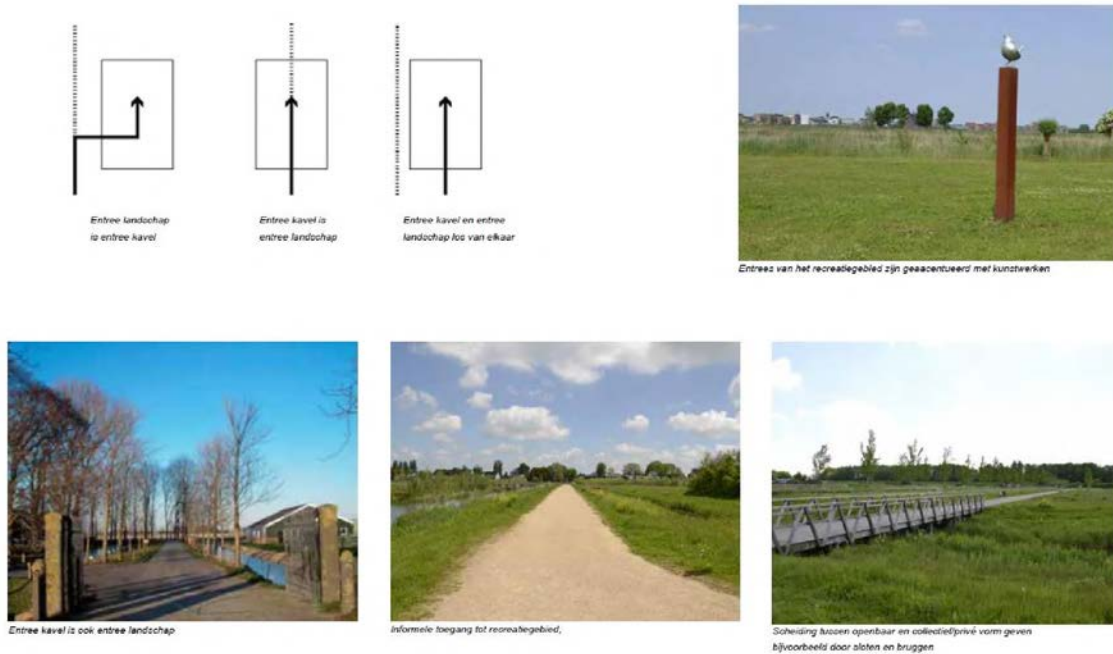 Entree landschap
is entree kavel
Entree kavel is
entree landschap
Entree kavel en entree
landschap los van elkaar
Entrees van het recreatiegebied zijn geaacentueerd met kunstwerken
Entree kavel is ook entree landschap
Informele toegang tot recreatiegebied,
Scheiding tussen openbaar en collectief/privé vorm geven
bijvoorbeeld door sloten en bruggen